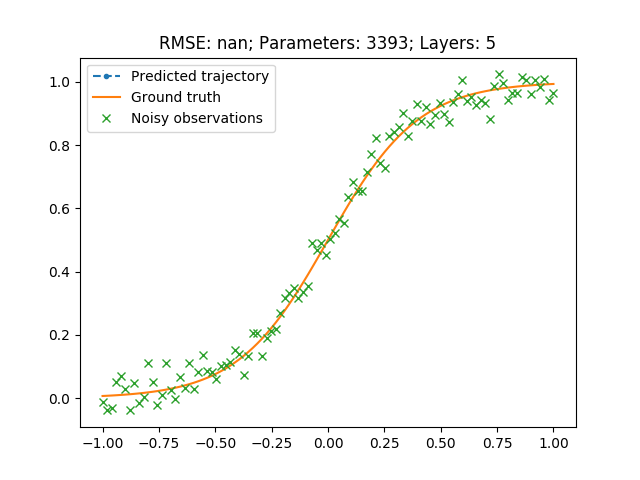 RMSE: nan; Parameters: 3393; Layers: 5
Predicted trajectory
Ground truth
Noisy observations
1.0
0.8
0.6
0.4
0.2
0.0
−1.00 −0.75 −0.50 −0.25 0.00 0.25 0.50 0.75 1.00